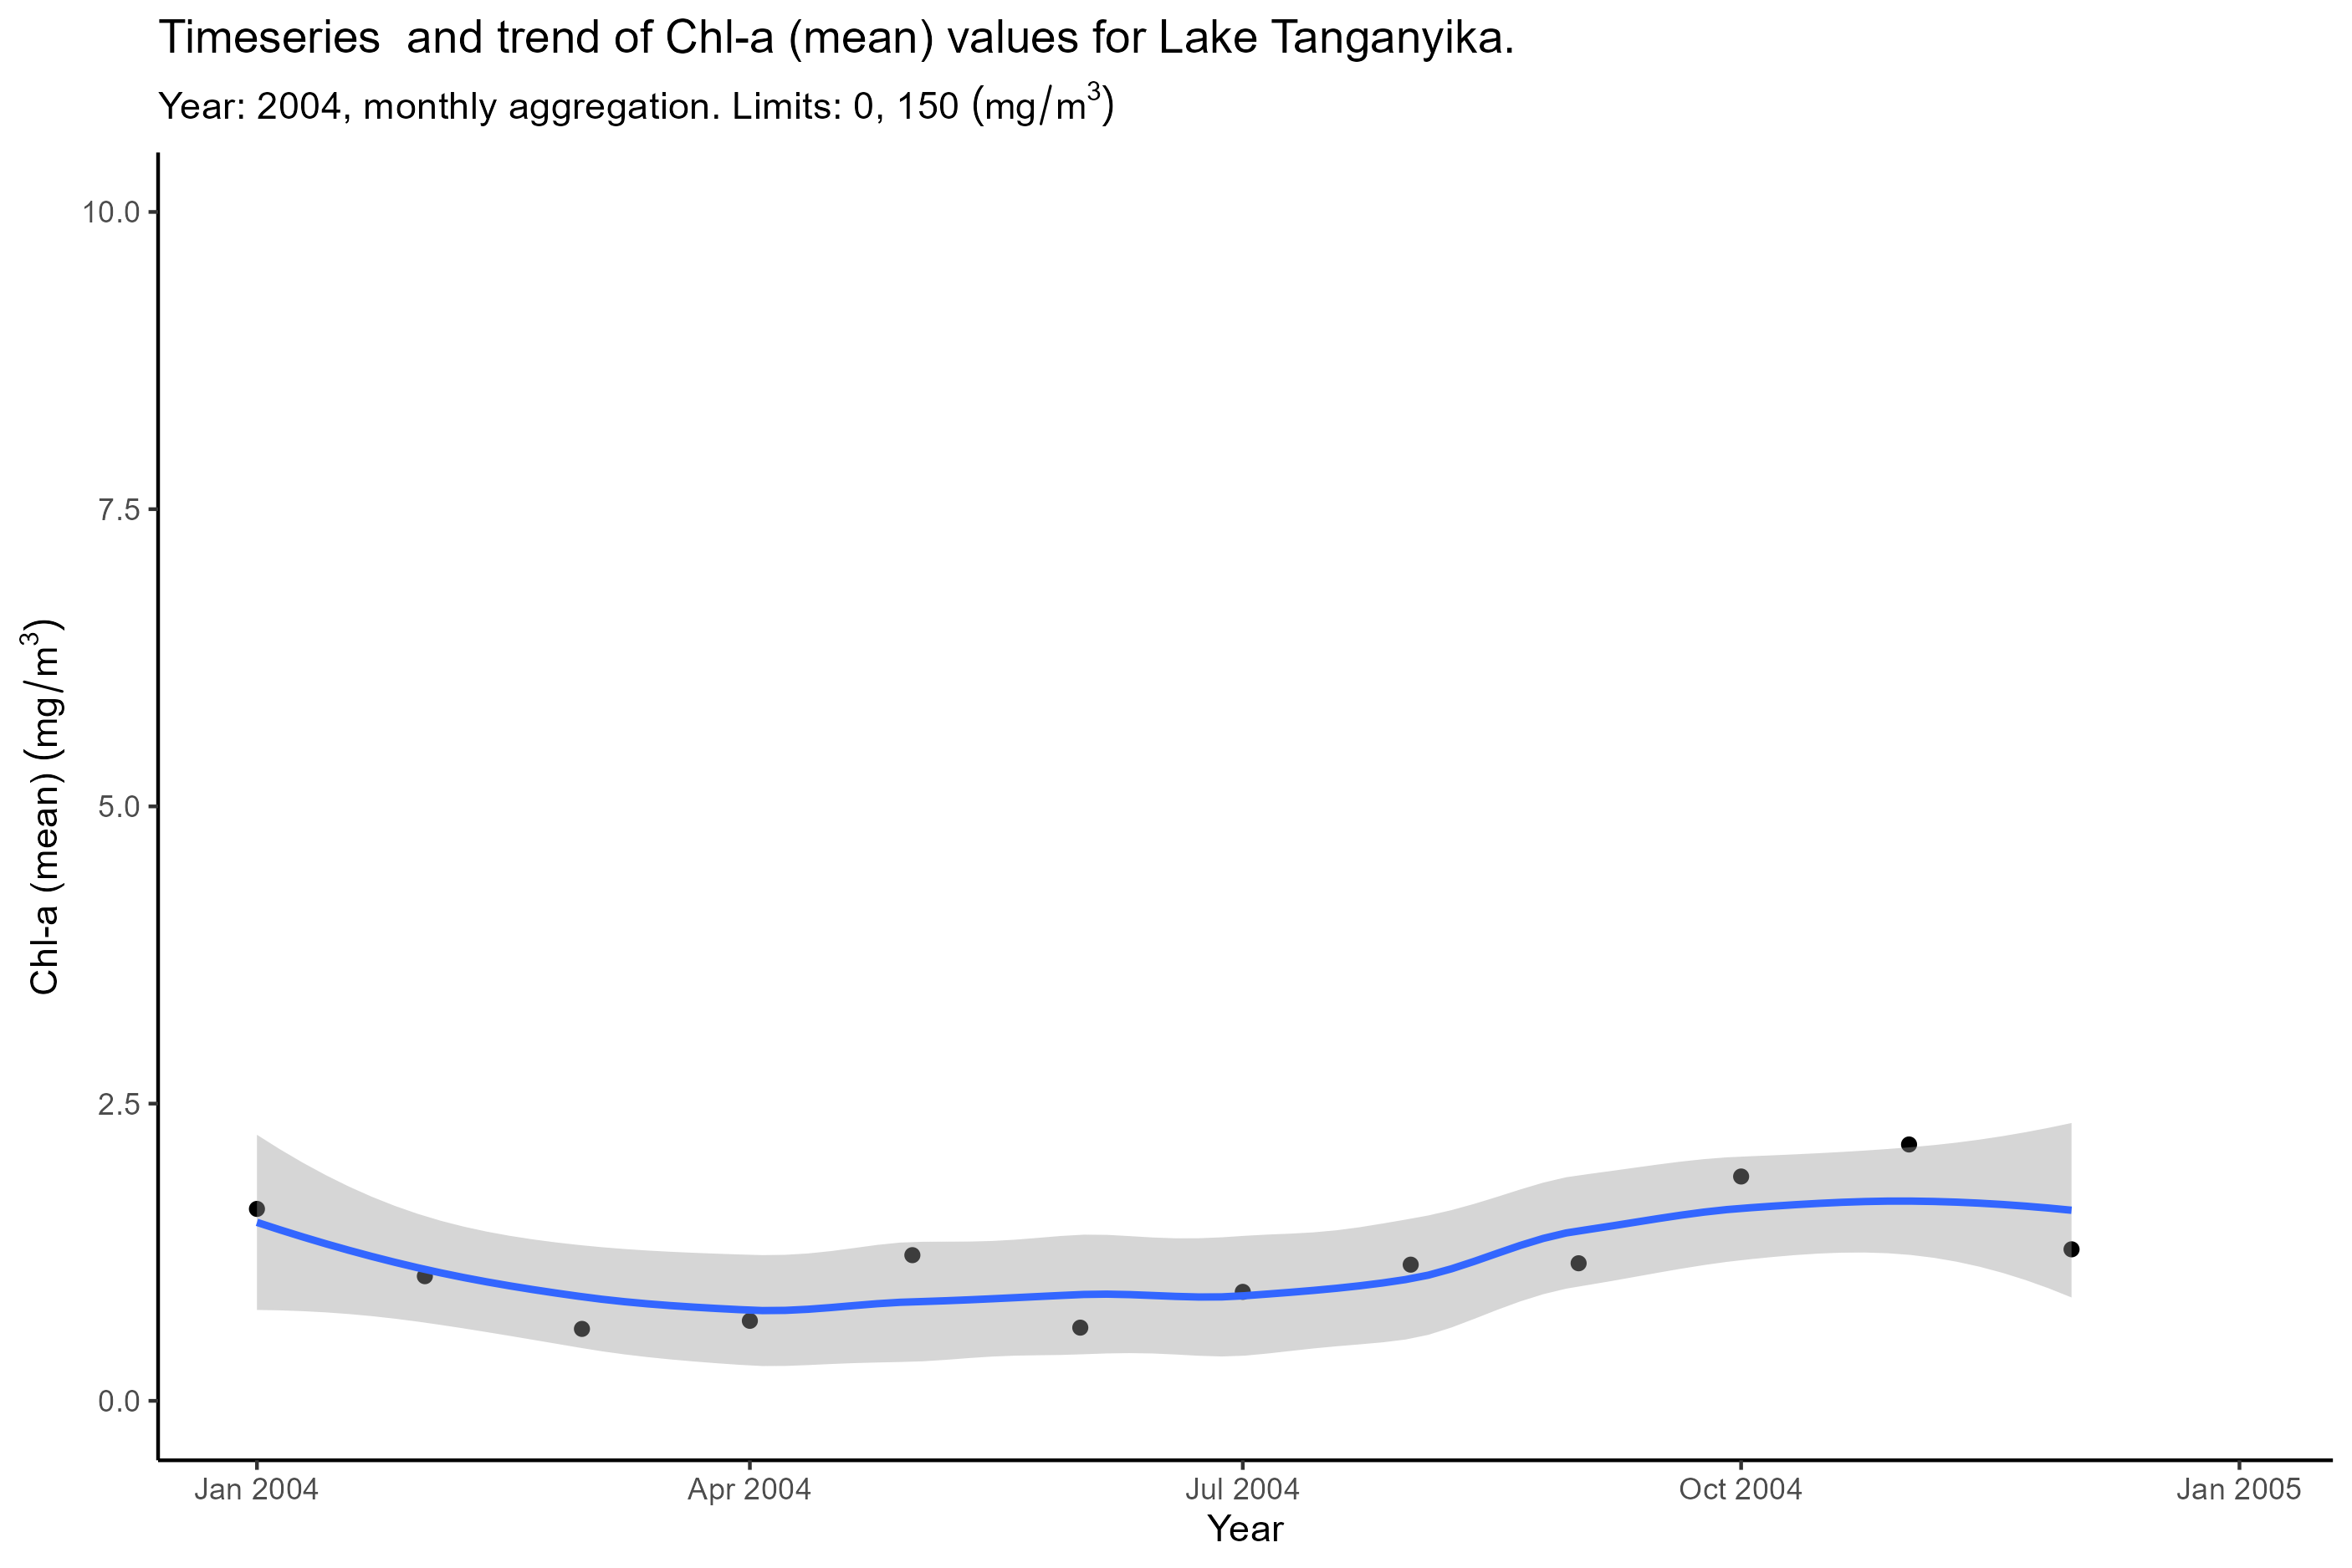 Timeseries  and trend of Chl-a (mean) values for Lake Tanganyika.
Year: 2004, monthly aggregation. Limits: 0, 150 (mg/m³)
Chl-a (mean) (mg/m³)
10.0
7.5
5.0
2.5
0.0
Jan 2004 Apr 2004 Jul 2004 Oct 2004 Jan 2005
Year